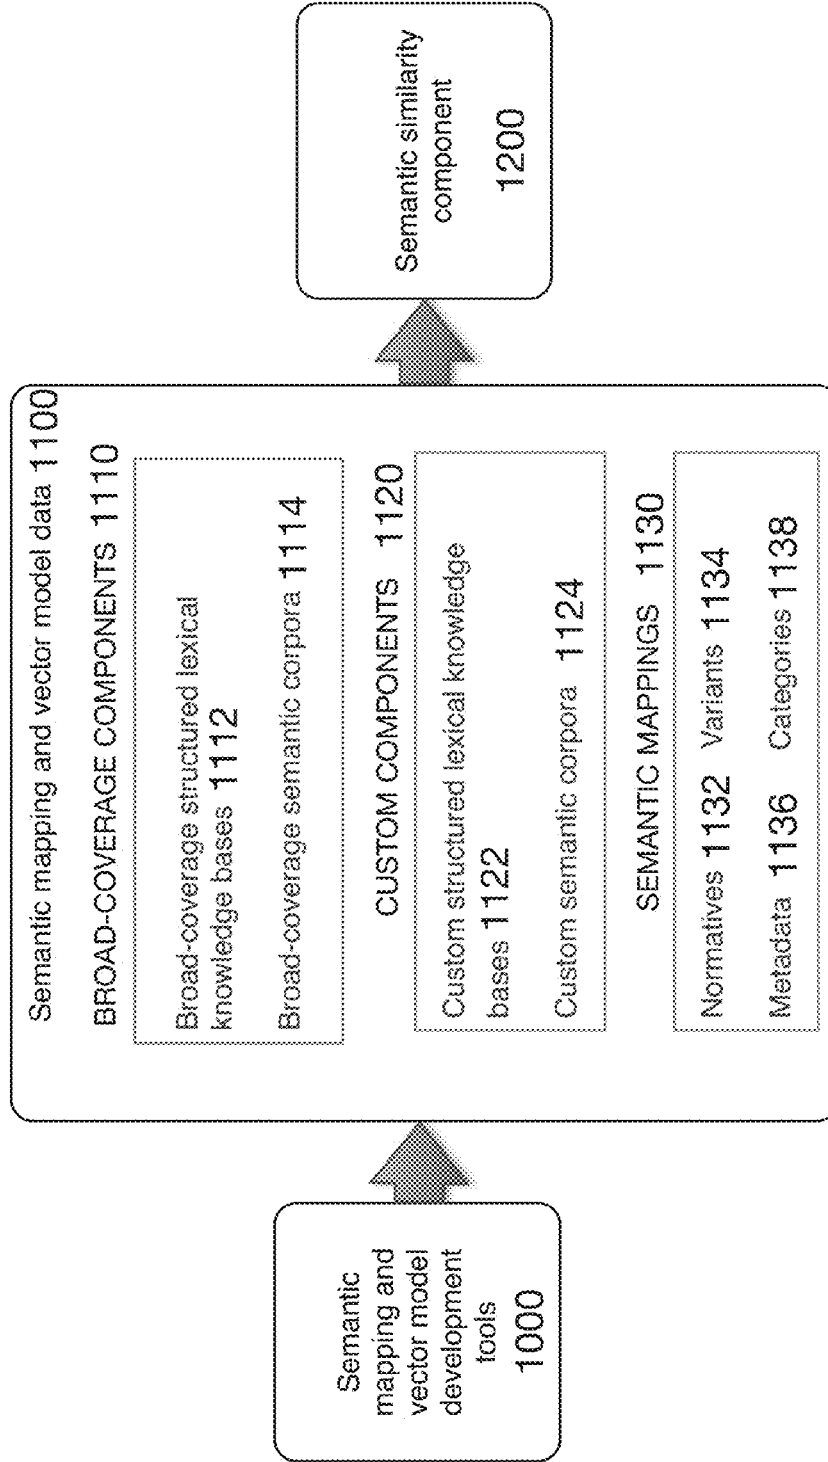 Semantic
mapping and
vector model
development
tools
1000
Semantic mapping and vector model data 1100
BROAD-COVERAGE COMPONENTS 1110
Broad-coverage structured lexical
knowledge bases 1112
Broad-coverage semantic corpora 1114
CUSTOM COMPONENTS 1120
Custom structured lexical knowledge
bases 1122
Custom semantic corpora 1124
SEMANTIC MAPPINGS 1130
Normatives 1132 Variants 1134
Metadata 1136 Categories 1138
Semantic similarity
component
1200